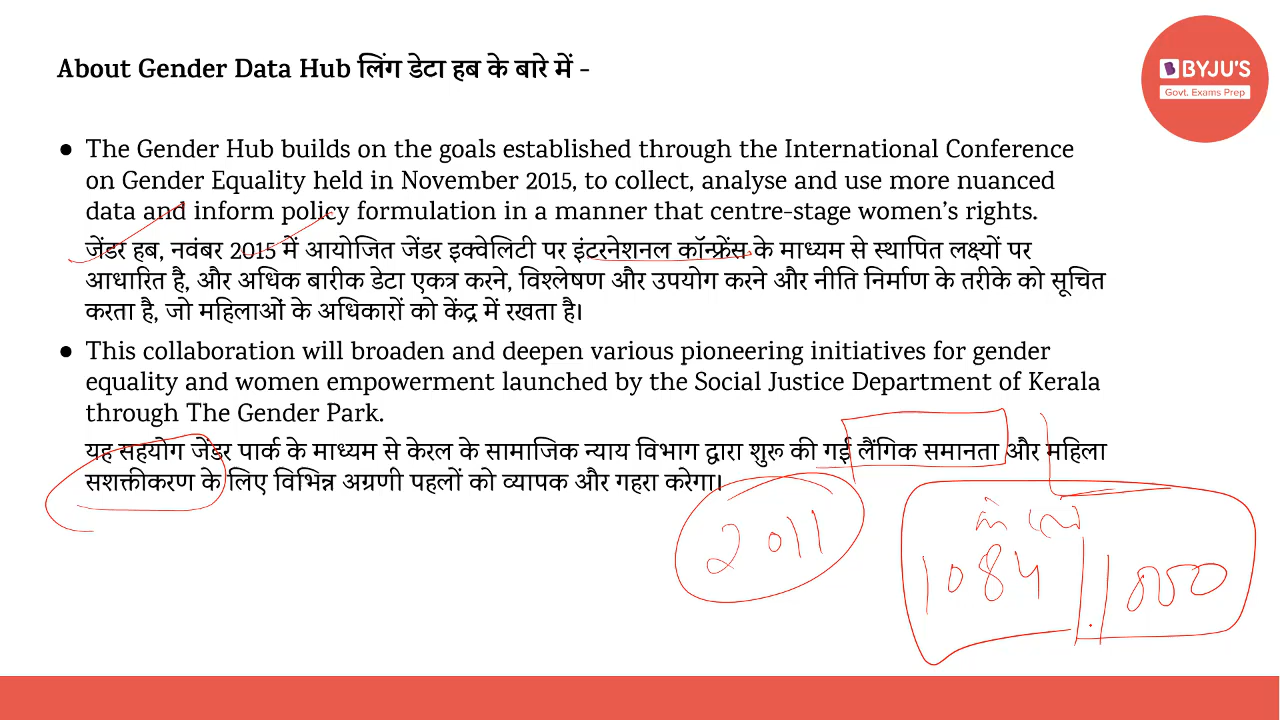 About Gender Data Hub लिंग डेटा हब के बारे में -
BYJU'S
Govt. Exams Prep
● The Gender Hub builds on the goals established through the International Conference
on Gender Equality held in November 2015, to collect, analyse and use more nuanced
data and inform policy formulation in a manner that centre-stage women's rights.
जेंडर हब, नवंबर 2015 में आयोजित जेंडर इक्वेलिटी पर इंटरनेशनल कॉन्फ्रेंस के माध्यम से स्थापित लक्ष्यों पर
आधारित है, और अधिक बारीक डेटा एकत्र करने, विश्लेषण और उपयोग करने और नीति निर्माण के तरीके को सूचित
करता है, जो महिलाओं के अधिकारों को केंद्र में रखता है।
● This collaboration will broaden and deepen various pioneering initiatives for gender
equality and women empowerment launched by the Social Justice Department of Kerala
through The Gender Park.
यह सहयोग जेंडर पार्क के माध्यम से केरल के सामाजिक न्याय विभाग द्वारा शुरू की गई लैंगिक समानता और महिला
सशक्तीकरण के लिए विभिन्न अग्रणी पहलों को व्यापक और गहरा करेगा।
2011
1084
1000